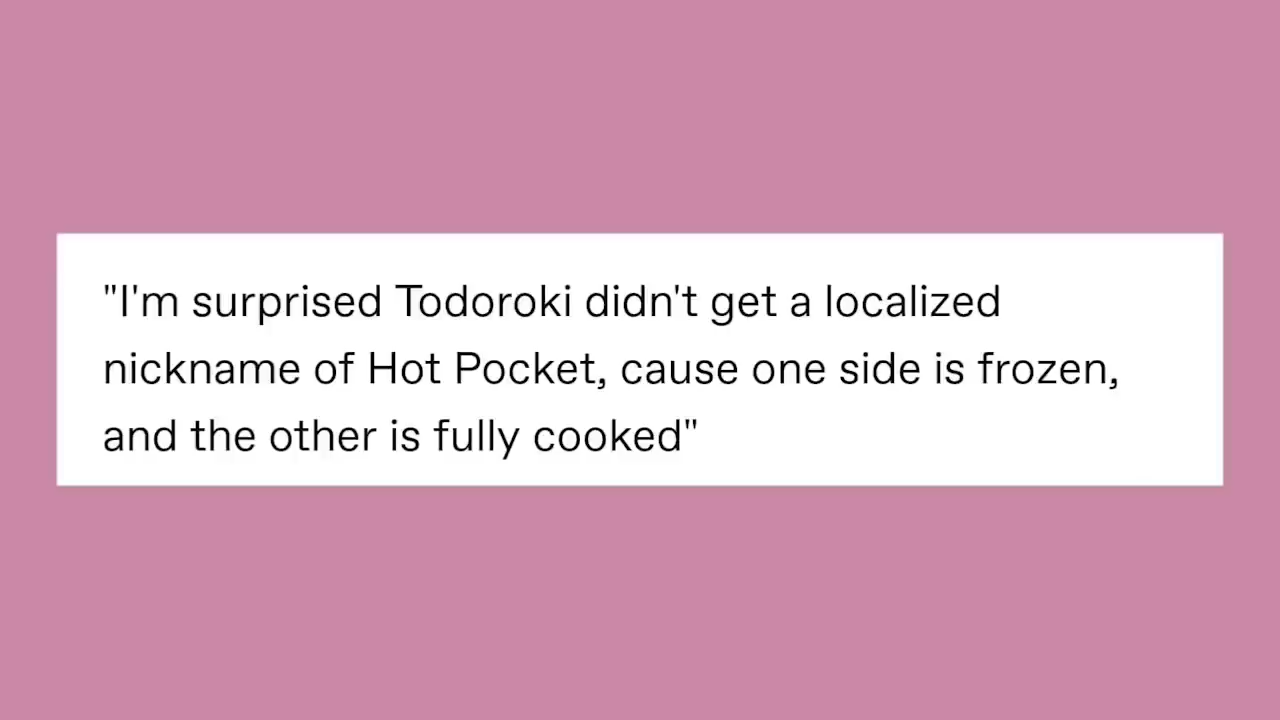 "I'm surprised Todoroki didn't get a localized
nickname of Hot Pocket, cause one side is frozen,
and the other is fully cooked"